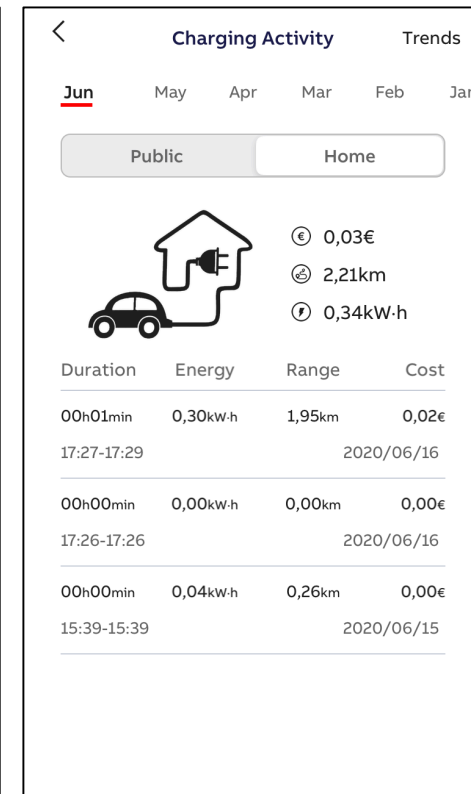 Charging Activity Trends
Jun May Apr Mar Feb
Public Home
€ 0,03€
2,21km
0,34kW·h
Duration Energy Range Cost
00h01min 0,30kW·h 1,95km 0,02€
17:27-17:29 2020/06/16
00h00min 0,00kW·h 0,00km 0,00€
17:26-17:26 2020/06/16
00h00min 0,04kW·h 0,26km 0,00€
15:39-15:39 2020/06/15